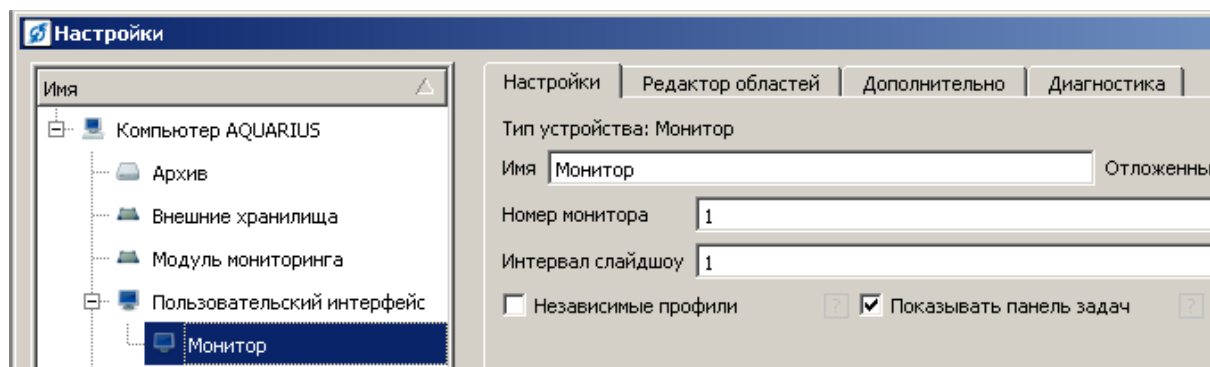 Настройки
Имя
Компьютер AQUARIUS
Архив
Внешние хранилища
Модуль мониторинга
Пользовательский интерфейс
Монитор
Настройки Редактор областей Дополнительно Диагностика
Тип устройства: Монитор
Имя Монитор
Номер монитора 1
Интервал слайдшоу 1
Независимые профили ? Показывать панель задач ?